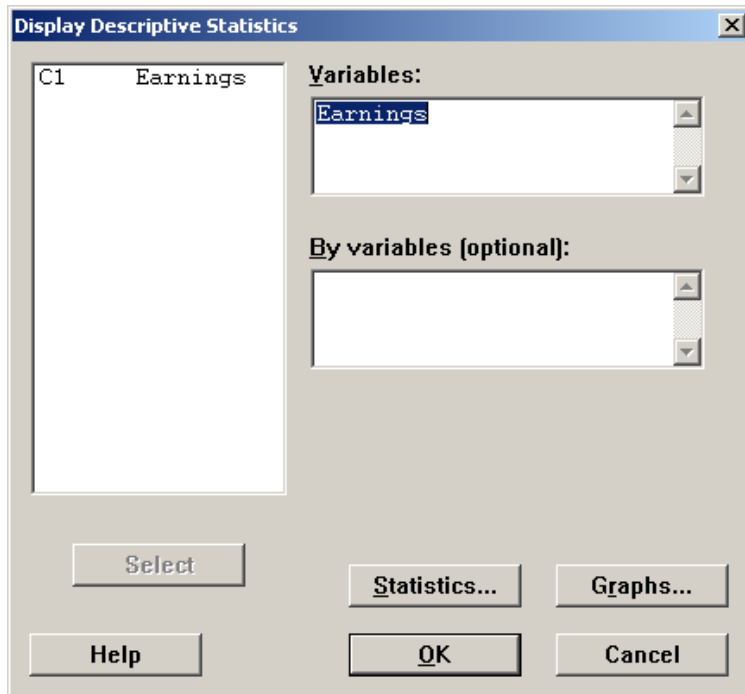 Display Descriptive Statistics
C1 Earnings
Variables:
Earnings
By variables (optional):
Select
Statistics...
Graphs...
Help
OK
Cancel